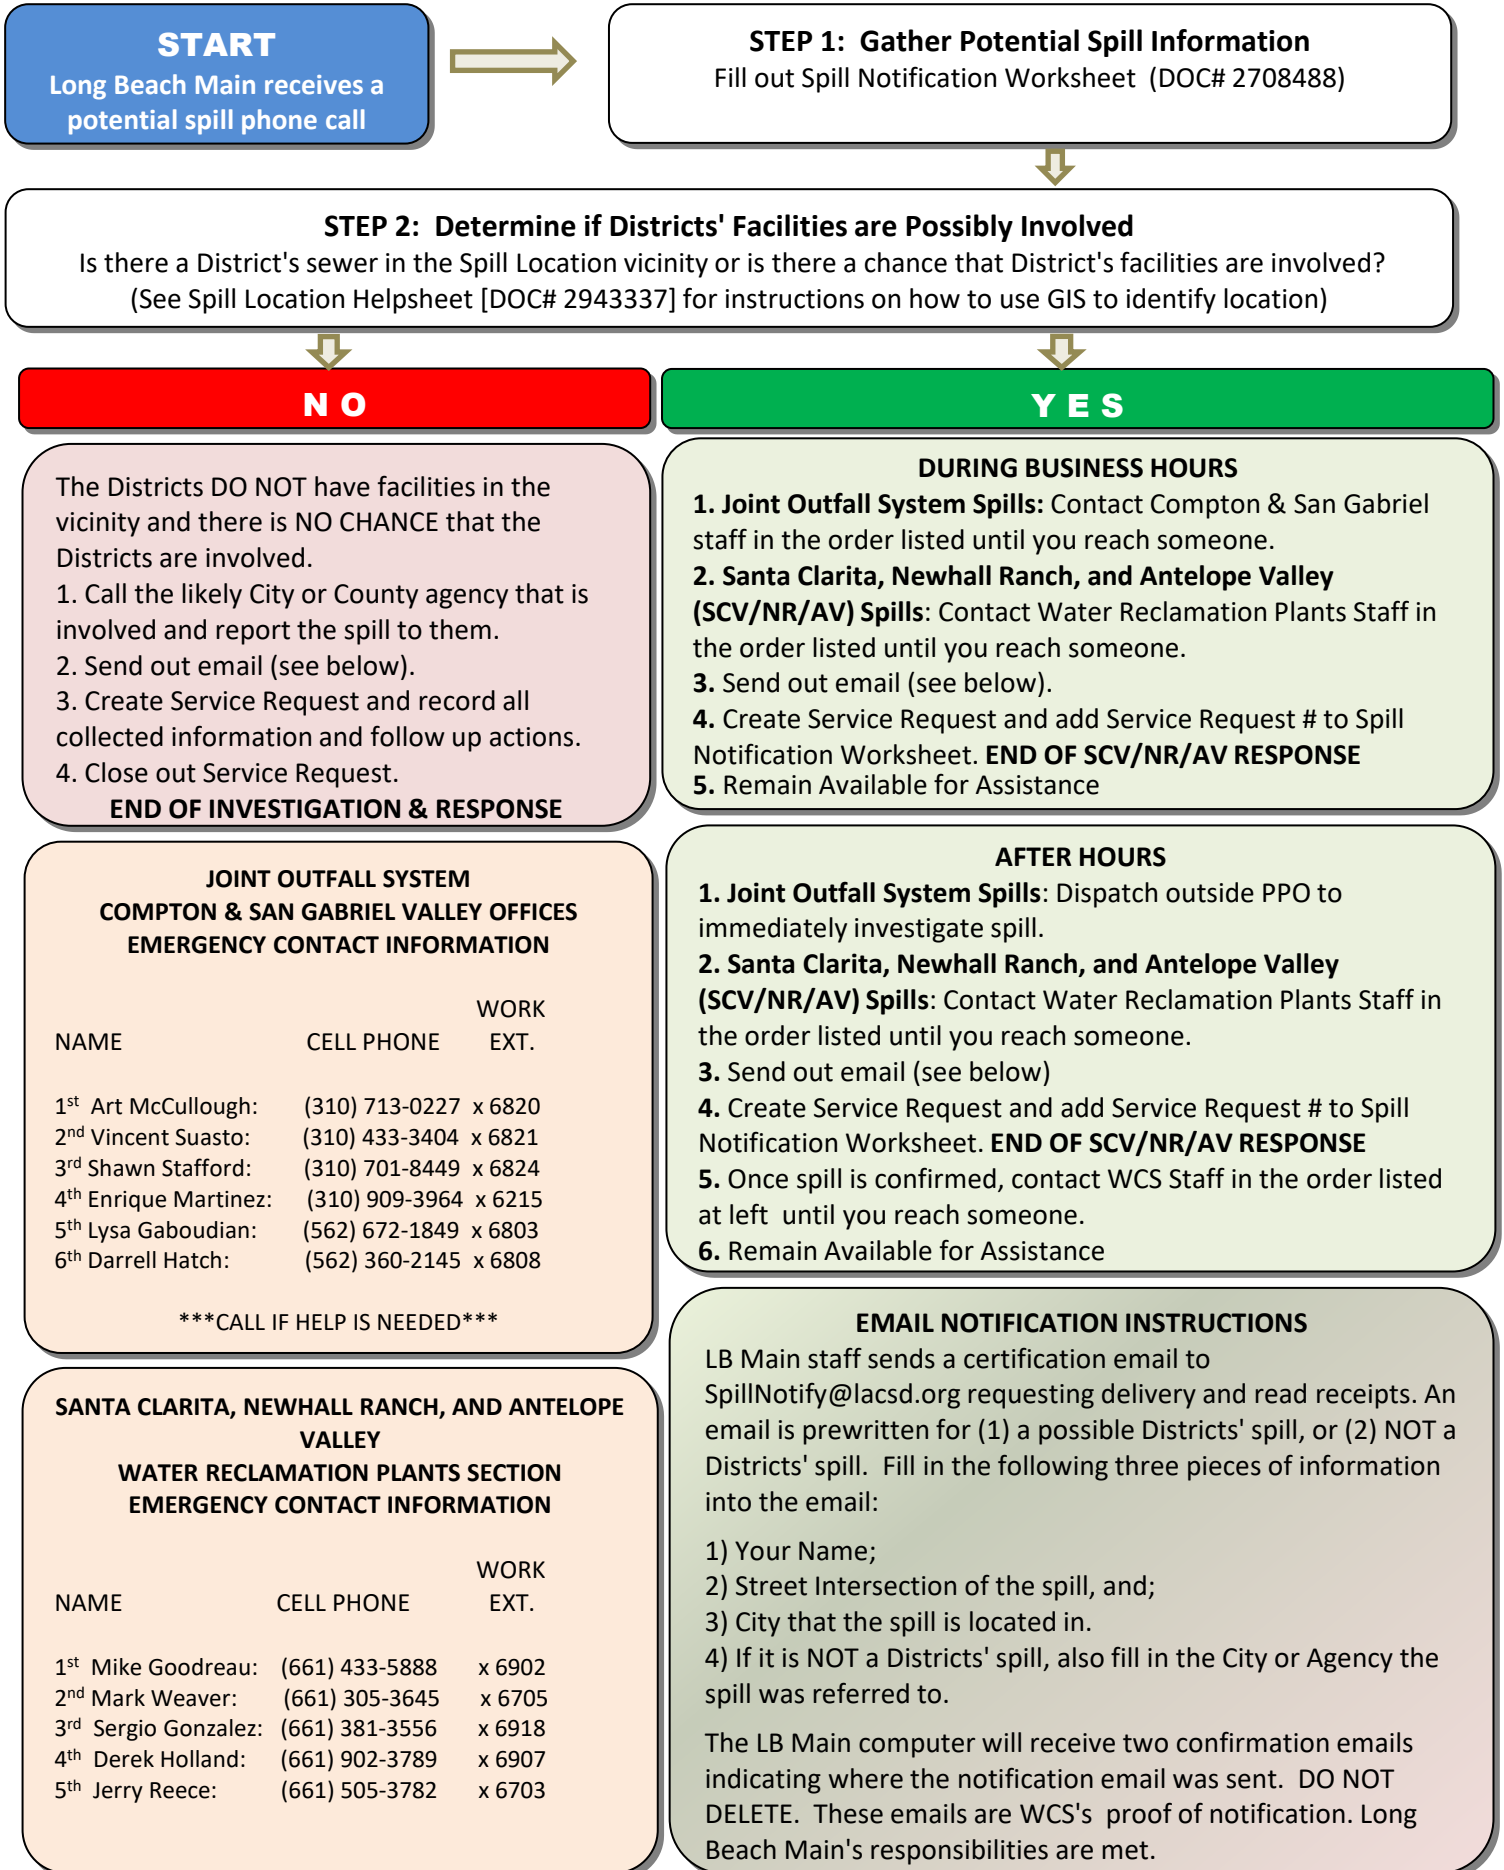 START
Long Beach Main receives a
potential spill phone call
STEP 1:  Gather Potential Spill Information
Fill out Spill Notification Worksheet  (DOC# 2708488)
STEP 2:  Determine if Districts' Facilities are Possibly Involved
Is there a District's sewer in the Spill Location vicinity or is there a chance that District's facilities are involved?
(See Spill Location Helpsheet [DOC# 2943337] for instructions on how to use GIS to identify location)
N O
The Districts DO NOT have facilities in the
vicinity and there is NO CHANCE that the
Districts are involved.
1. Call the likely City or County agency that is
involved and report the spill to them.
2. Send out email (see below).
3. Create Service Request and record all
collected information and follow up actions.
4. Close out Service Request.
END OF INVESTIGATION & RESPONSE
JOINT OUTFALL SYSTEM
COMPTON & SAN GABRIEL VALLEY OFFICES
EMERGENCY CONTACT INFORMATION
WORK
NAME CELL PHONE EXT.
1st Art McCullough: (310) 713-0227 x 6820
2nd Vincent Suasto: (310) 433-3404 x 6821
3rd Shawn Stafford: (310) 701-8449 x 6824
4th Enrique Martinez: (310) 909-3964 x 6215
5th Lysa Gaboudian: (562) 672-1849 x 6803
6th Darrell Hatch: (562) 360-2145 x 6808
***CALL IF HELP IS NEEDED***
SANTA CLARITA, NEWHALL RANCH, AND ANTELOPE
VALLEY
WATER RECLAMATION PLANTS SECTION
EMERGENCY CONTACT INFORMATION
WORK
NAME CELL PHONE EXT.
1st Mike Goodreau: (661) 433-5888 x 6902
2nd Mark Weaver: (661) 305-3645 x 6705
3rd Sergio Gonzalez: (661) 381-3556 x 6918
4th Derek Holland: (661) 902-3789 x 6907
5th Jerry Reece: (661) 505-3782 x 6703
Y E S
DURING BUSINESS HOURS
1. Joint Outfall System Spills: Contact Compton & San Gabriel
staff in the order listed until you reach someone.
2. Santa Clarita, Newhall Ranch, and Antelope Valley
(SCV/NR/AV) Spills: Contact Water Reclamation Plants Staff in
the order listed until you reach someone.
3. Send out email (see below).
4. Create Service Request and add Service Request # to Spill
Notification Worksheet. END OF SCV/NR/AV RESPONSE
5. Remain Available for Assistance
AFTER HOURS
1. Joint Outfall System Spills: Dispatch outside PPO to
immediately investigate spill.
2. Santa Clarita, Newhall Ranch, and Antelope Valley
(SCV/NR/AV) Spills: Contact Water Reclamation Plants Staff in
the order listed until you reach someone.
3. Send out email (see below)
4. Create Service Request and add Service Request # to Spill
Notification Worksheet. END OF SCV/NR/AV RESPONSE
5. Once spill is confirmed, contact WCS Staff in the order listed
at left  until you reach someone.
6. Remain Available for Assistance
EMAIL NOTIFICATION INSTRUCTIONS
LB Main staff sends a certification email to
SpillNotify@lacsd.org requesting delivery and read receipts. An
email is prewritten for (1) a possible Districts' spill, or (2) NOT a
Districts' spill.  Fill in the following three pieces of information
into the email:
1) Your Name;
2) Street Intersection of the spill, and;
3) City that the spill is located in.
4) If it is NOT a Districts' spill, also fill in the City or Agency the
spill was referred to.
The LB Main computer will receive two confirmation emails
indicating where the notification email was sent.  DO NOT
DELETE.  These emails are WCS's  proof of notification. Long
Beach Main's responsibilities are met.